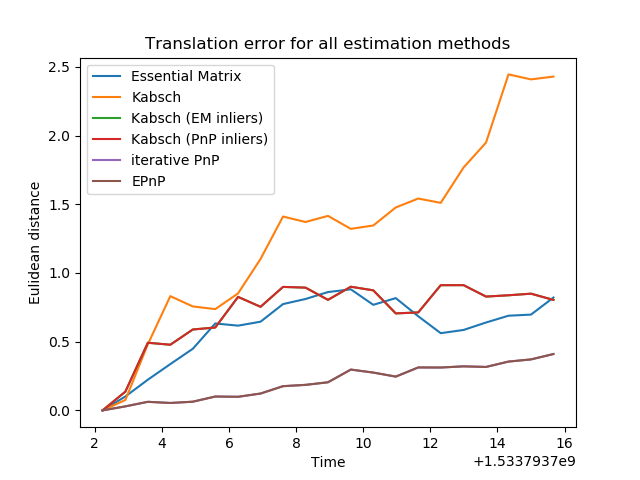 Translation error for all estimation methods
Essential Matrix
Kabsch
Kabsch (EM inliers)
Kabsch (PnP inliers)
iterative PnP
EPnP
2.5
2.0
1.5
1.0
0.5
0.0
Eulidean distance
2 4 6 8 10 12 14 16
Time
+1.5337937e9